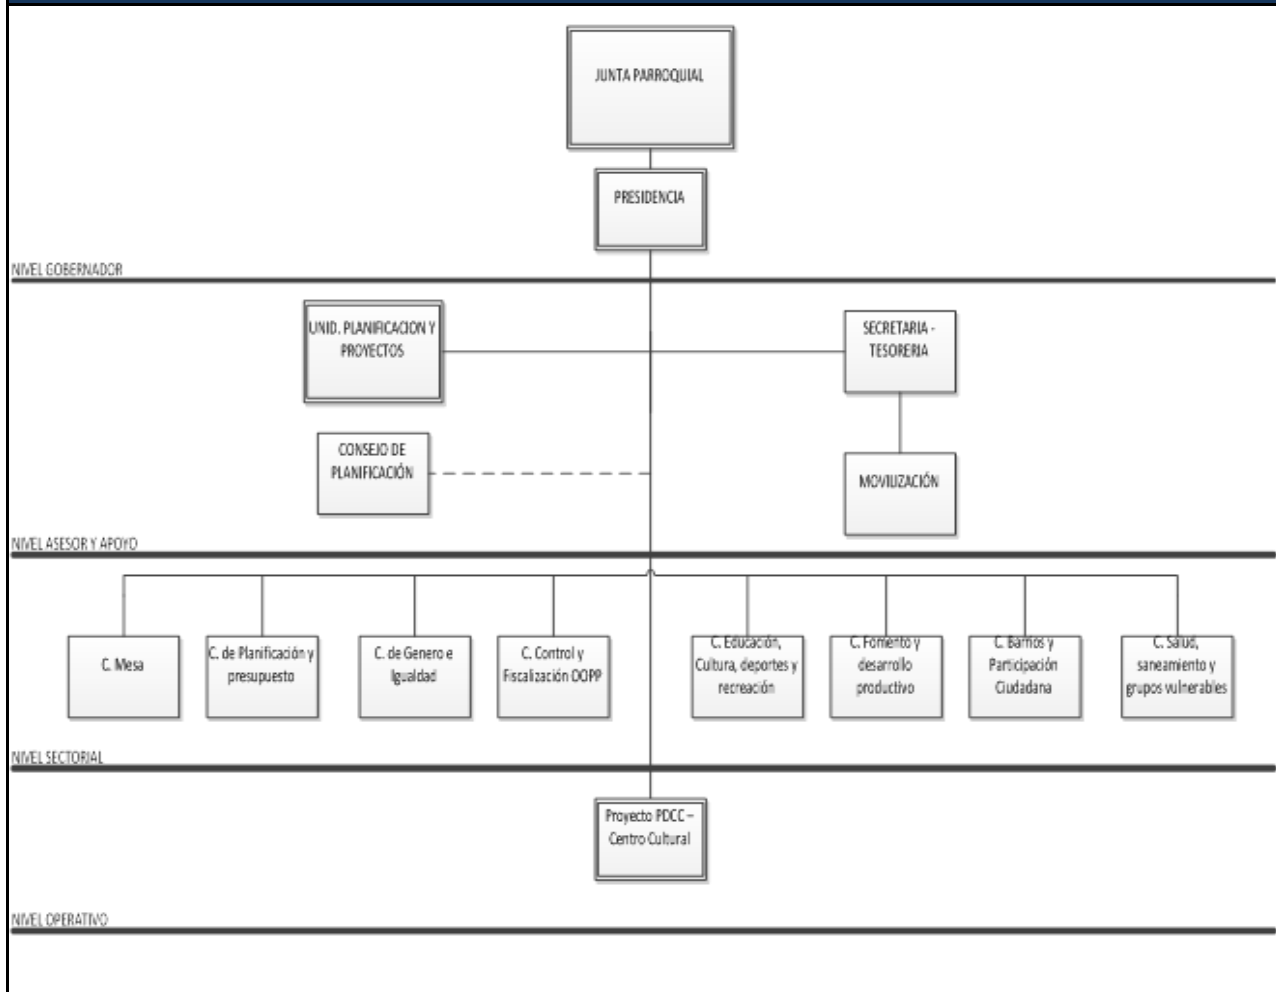 JUNTA PARROQUIAL
PRESIDENCIA
NIVEL GOBERNADOR
UNID. PLANIFICACION Y
PROYECTOS
SECRETARIA -
TESORERIA
CONSEJO DE
PLANIFICACIÓN
MOVILIZACIÓN
NIVEL ASESOR Y APOYO
C. Mesa
C. de Planificación y
presupuesto
C. de Genero e
Igualdad
C. Control y
Fiscalización OOPP
C. Educación,
Cultura, deportes y
recreación
C. Fomento y
desarrollo
productivo
C. Barrios y
Participación
Ciudadana
C. Salud,
saneamiento y
grupos vulnerables
NIVEL SECTORIAL
Proyecto PDCC –
Centro Cultural
NIVEL OPERATIVO